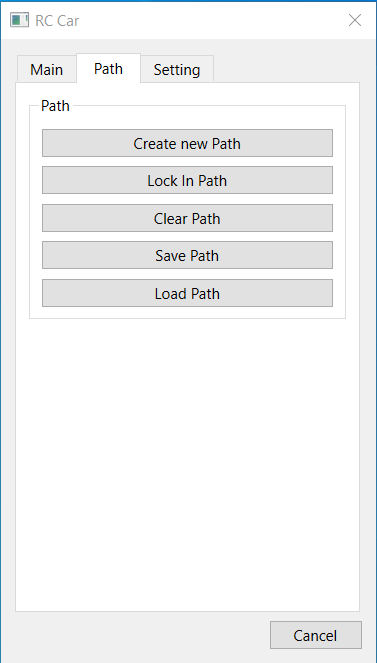 RC Car
Main Path Setting
Path
Create new Path
Lock In Path
Clear Path
Save Path
Load Path
Cancel